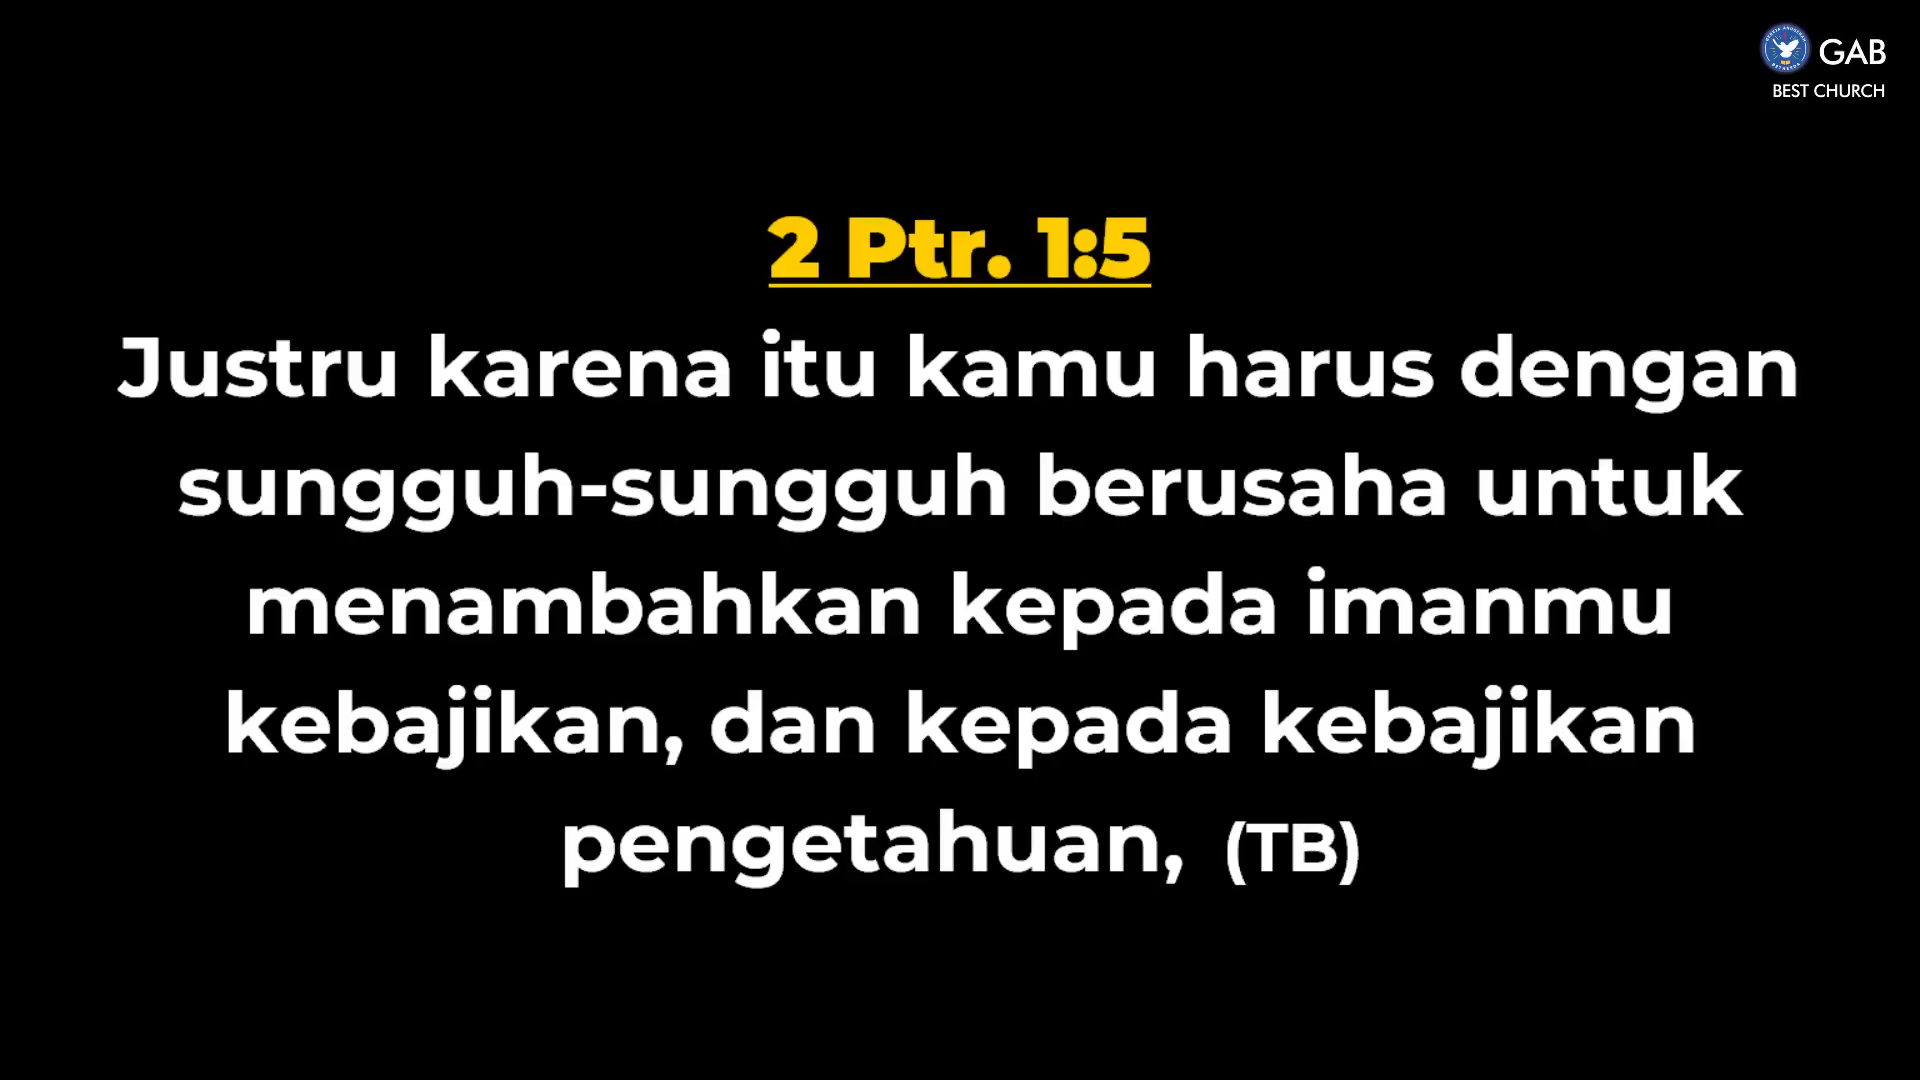 GAB
BEST CHURCH
2 Ptr. 1:5
Justru karena itu kamu harus dengan
sungguh-sungguh berusaha untuk
menambahkan kepada imanmu
kebajikan, dan kepada kebajikan
pengetahuan, (TB)